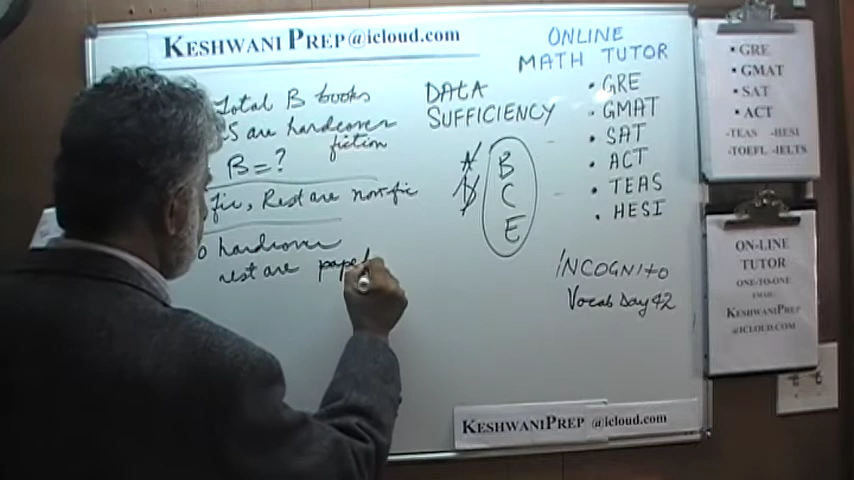 KESHWANI PREP@icloud.com
Total B books
S are hardcover
fiction
B = ?
fic, Rest are nonfic
hardcover
rest are pape
DATA
SUFFICIENCY
A B
D C
E
ONLINE
MATH TUTOR
• GRE
• GMAT
• SAT
• ACT
• TEAS
• HESI
INCOGNITO
Vocab Day 42
KESHWANIPREP @icloud.com
• GRE
• GMAT
• SAT
• ACT
-TEAS -HESI
-TOEFL -IELTS
ON-LINE
TUTOR
ONE-TO-ONE
EMAIL
KESHWANIPREP
@ICLOUD.COM